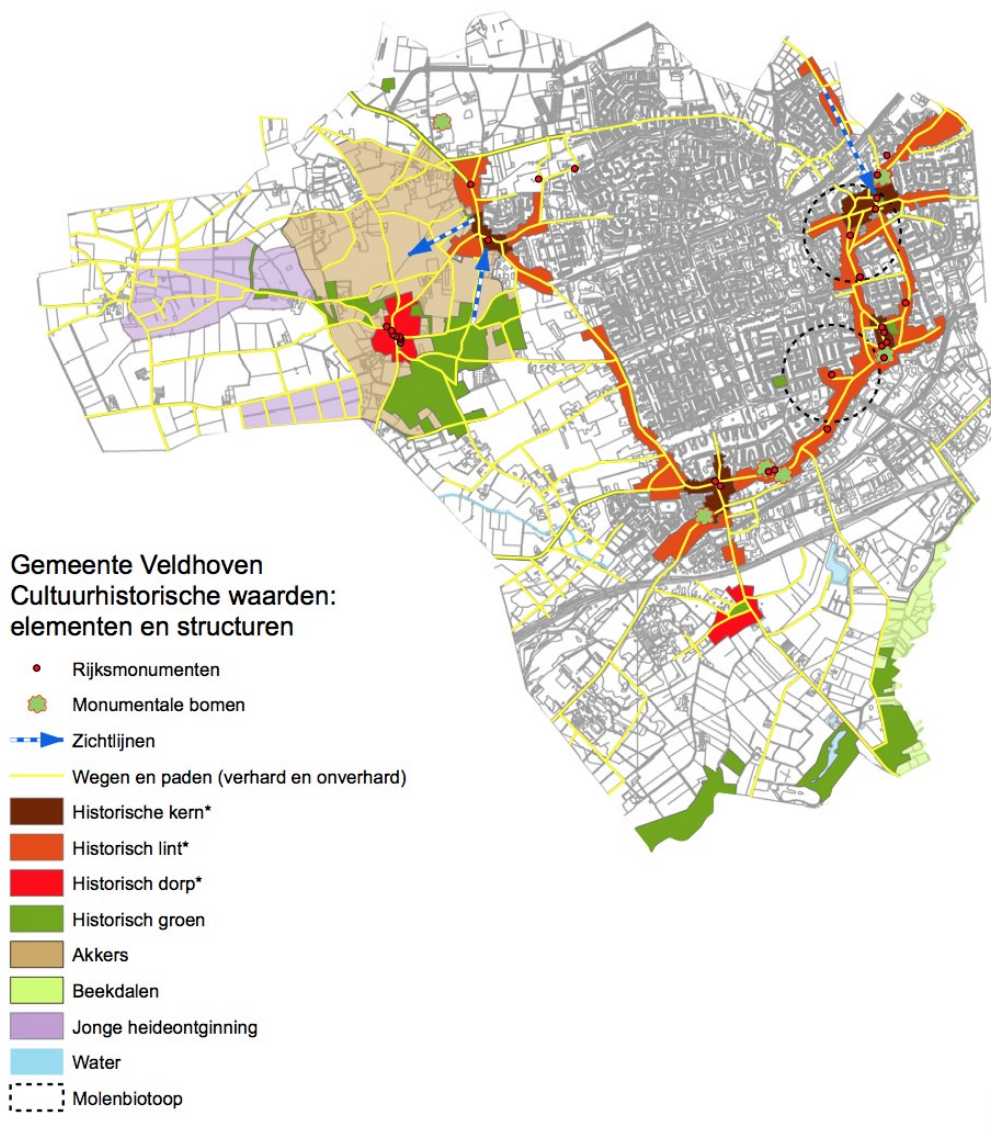 Gemeente Veldhoven
Cultuurhistorische waarden:
elementen en structuren
Rijksmonumenten
Monumentale bomen
Zichtlijnen
Wegen en paden (verhard en onverhard)
Historische kern*
Historisch lint*
Historisch dorp*
Historisch groen
Akkers
Beekdalen
Jonge heideontginning
Water
Molenbiotoop